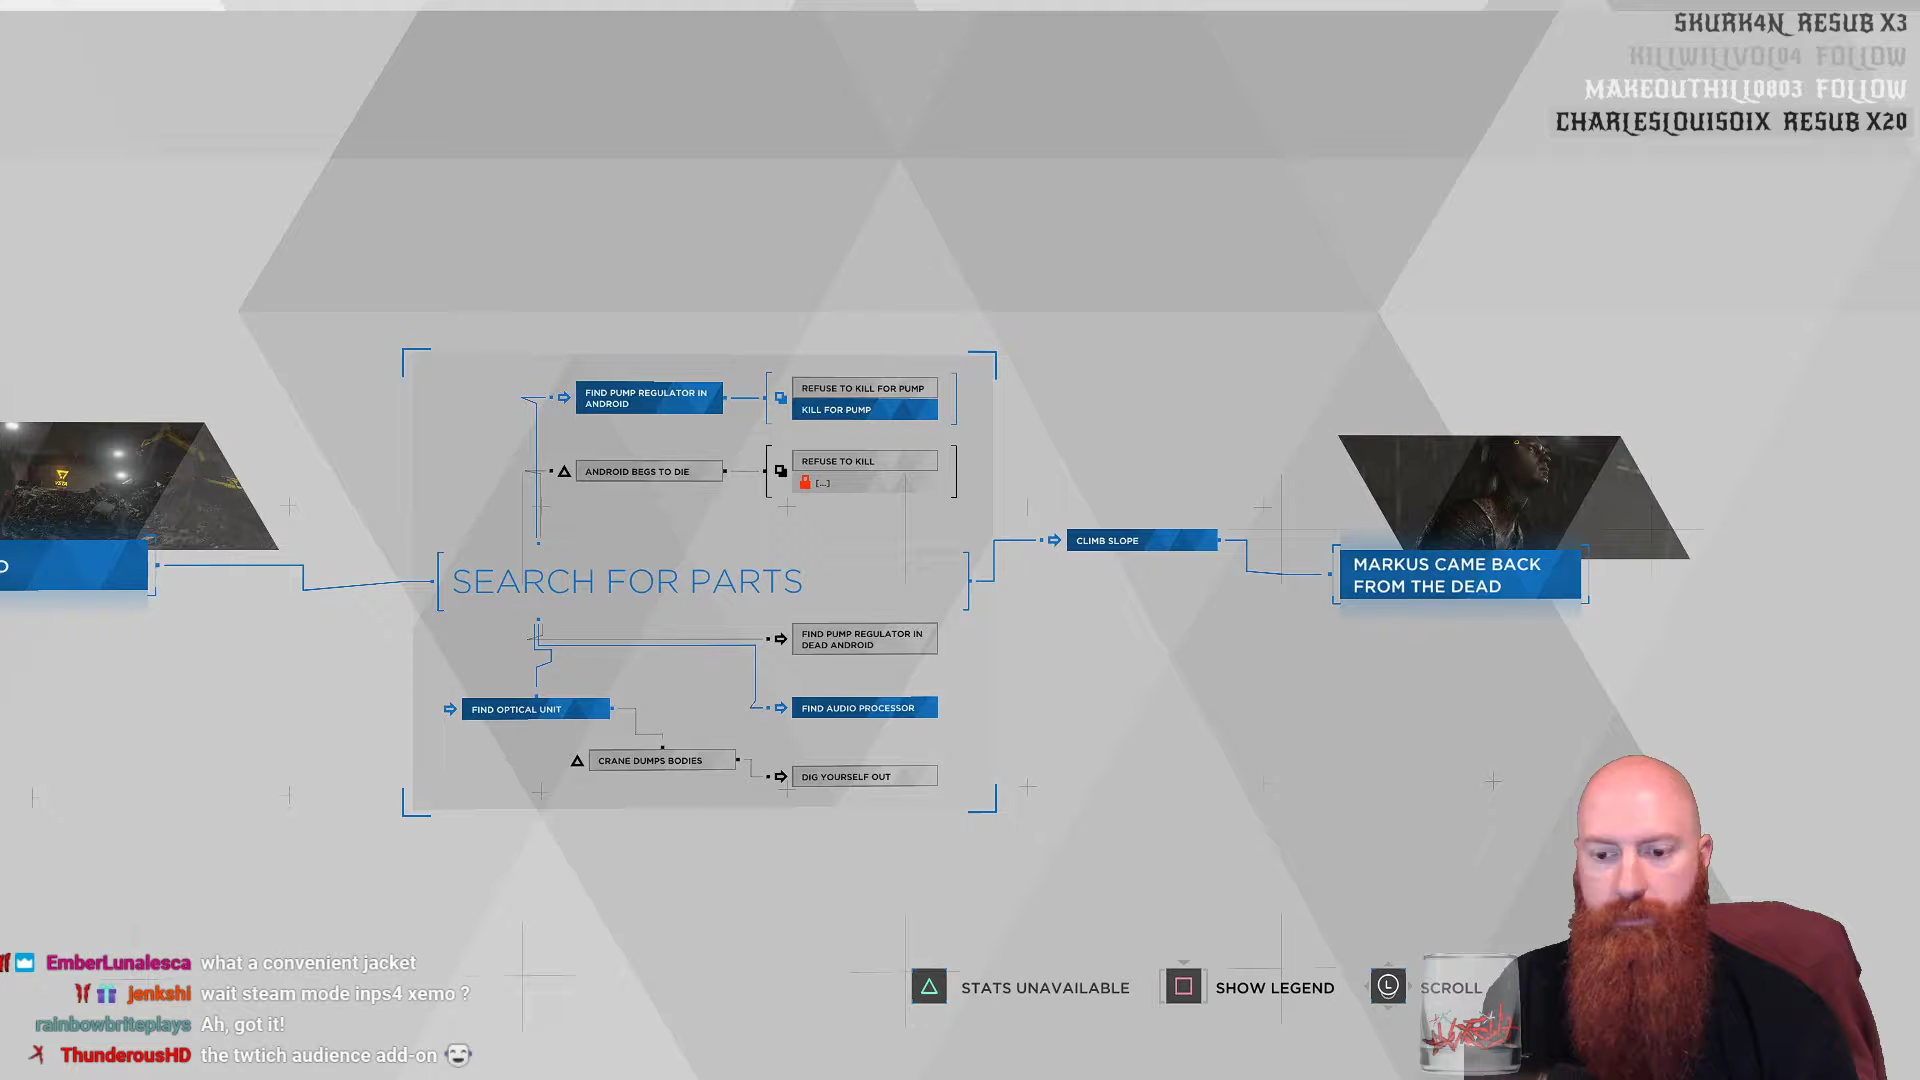 SKURK4N_ RESUB X3
KILLWILLVOL04 FOLLOW
MAKEOUTHILL0803 FOLLOW
CHARLESLOUISDIX RESUB X20
FIND PUMP REGULATOR IN
ANDROID
REFUSE TO KILL FOR PUMP
KILL FOR PUMP
ANDROID BEGS TO DIE
REFUSE TO KILL
[...]
CLIMB SLOPE
MARKUS CAME BACK
FROM THE DEAD
SEARCH FOR PARTS
FIND PUMP REGULATOR IN
DEAD ANDROID
FIND OPTICAL UNIT
FIND AUDIO PROCESSOR
CRANE DUMPS BODIES
DIG YOURSELF OUT
STATS UNAVAILABLE
SHOW LEGEND
L
SCROLL
EmberLunalesca what a convenient jacket
jenkshi wait steam mode inps4 xemo ?
rainbowbriteplays Ah, got it!
ThunderousHD the twtich audience add-on